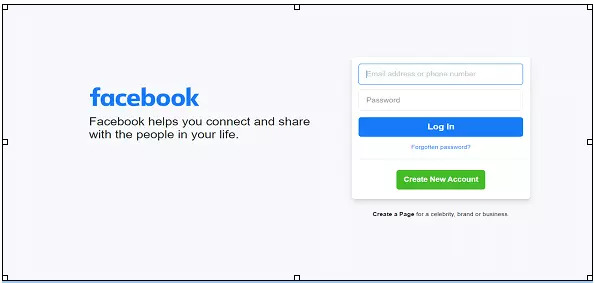 facebook
Facebook helps you connect and share
with the people in your life.
Email address or phone number
Password
Log In
Forgotten password?
Create New Account
Create a Page for a celebrity, brand or business.